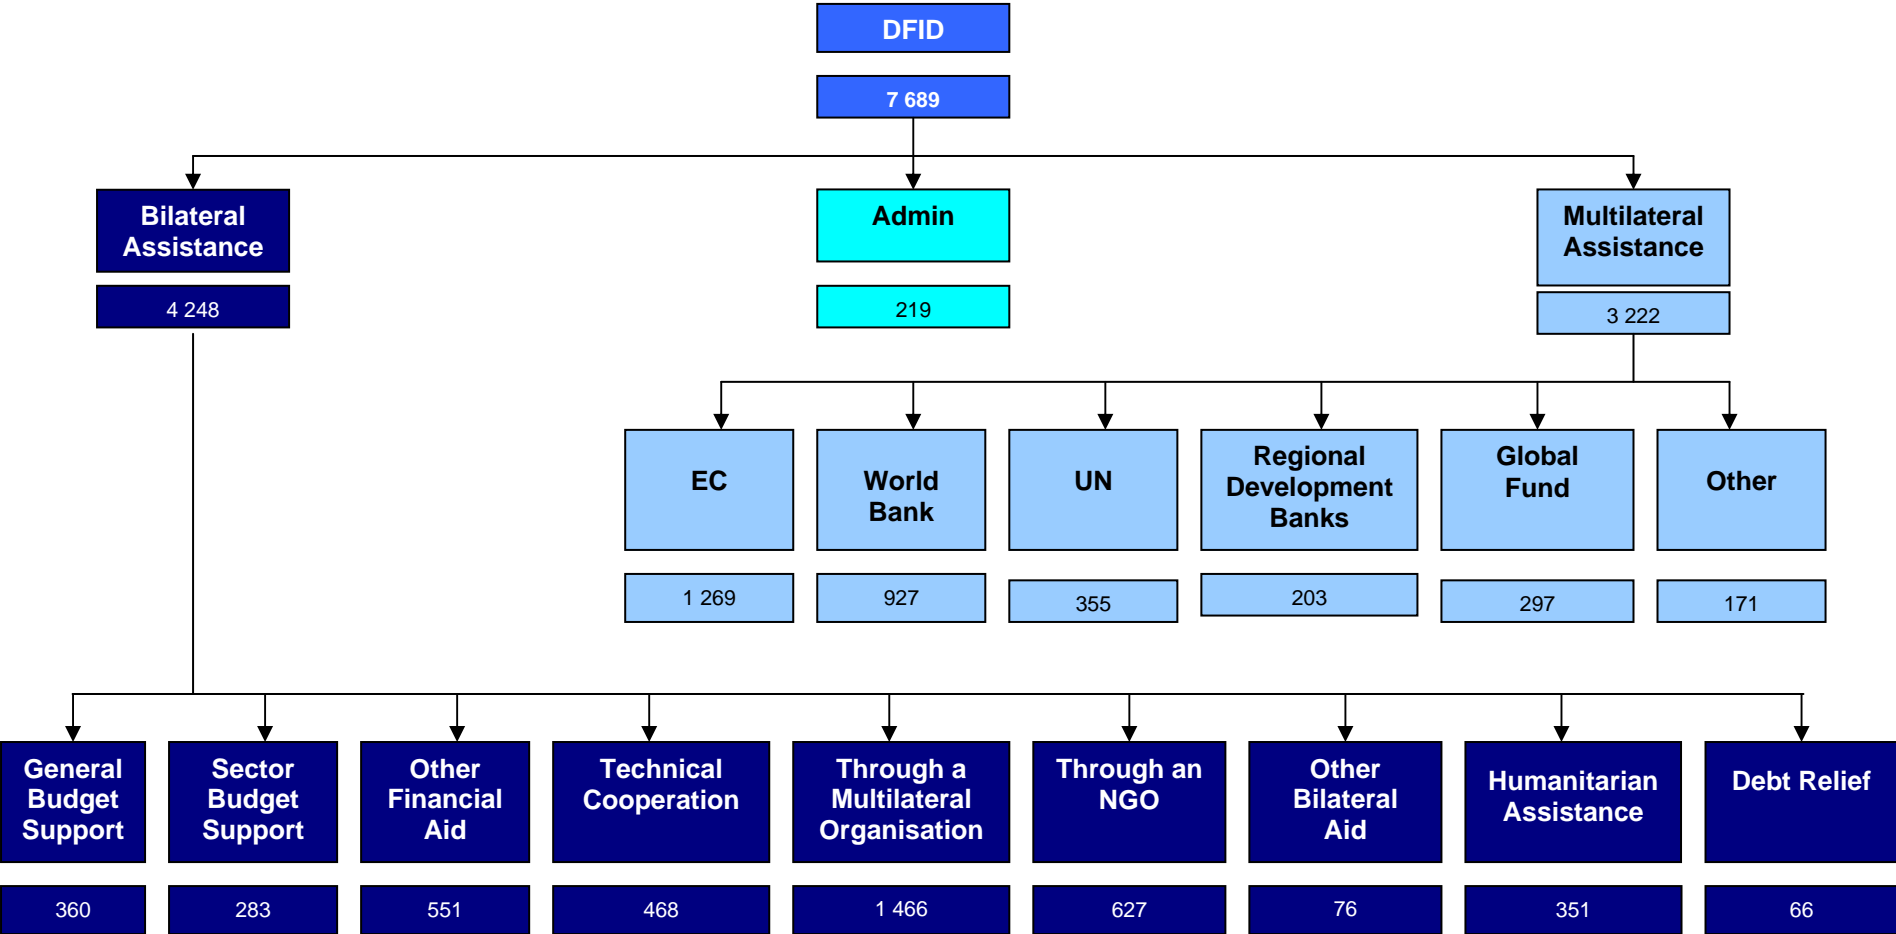 DFID
7 689
Bilateral
Assistance
4 248
Admin
219
Multilateral
Assistance
3 222
EC
1 269
World
Bank
927
UN
355
Regional
Development
Banks
203
Global
Fund
297
Other
171
General
Budget
Support
360
Sector
Budget
Support
283
Other
Financial
Aid
551
Technical
Cooperation
468
Through a
Multilateral
Organisation
1 466
Through an
NGO
627
Other
Bilateral
Aid
76
Humanitarian
Assistance
351
Debt Relief
66